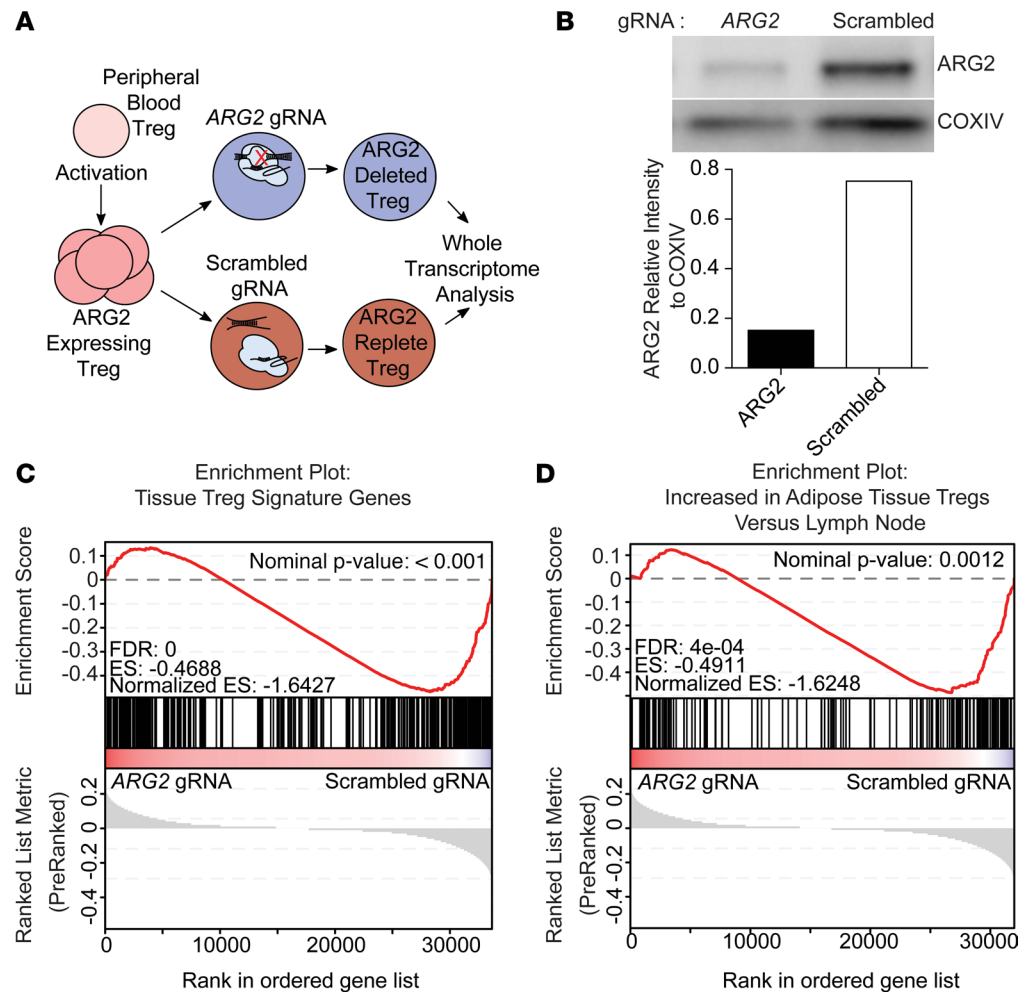 A
Peripheral
Blood
Treg
Activation
ARG2
Expressing
Treg
ARG2 gRNA
ARG2
Deleted
Treg
Scrambled
gRNA
ARG2
Replete
Treg
Whole
Transcriptome
Analysis
B
gRNA : ARG2 Scrambled
ARG2
COXIV
ARG2 Relative Intensity
to COXIV
0.8
0.6
0.4
0.2
0.0
ARG2
Scrambled
C
Enrichment Plot:
Tissue Treg Signature Genes
Enrichment Score
0.1
0
-0.1
-0.2
-0.3
-0.4
Nominal p-value: < 0.001
FDR: 0
ES: -0.4688
Normalized ES: -1.6427
ARG2 gRNA Scrambled gRNA
Ranked List Metric
(PreRanked)
0.2
0
-0.2
-0.4
0 10000 20000 30000
Rank in ordered gene list
D
Enrichment Plot:
Increased in Adipose Tissue Tregs
Versus Lymph Node
Enrichment Score
0.1
0
-0.1
-0.2
-0.3
-0.4
Nominal p-value: 0.0012
FDR: 4e-04
ES: -0.4911
Normalized ES: -1.6248
ARG2 gRNA Scrambled gRNA
Ranked List Metric
(PreRanked)
0.2
0
-0.2
-0.4
0 10000 20000 30000
Rank in ordered gene list